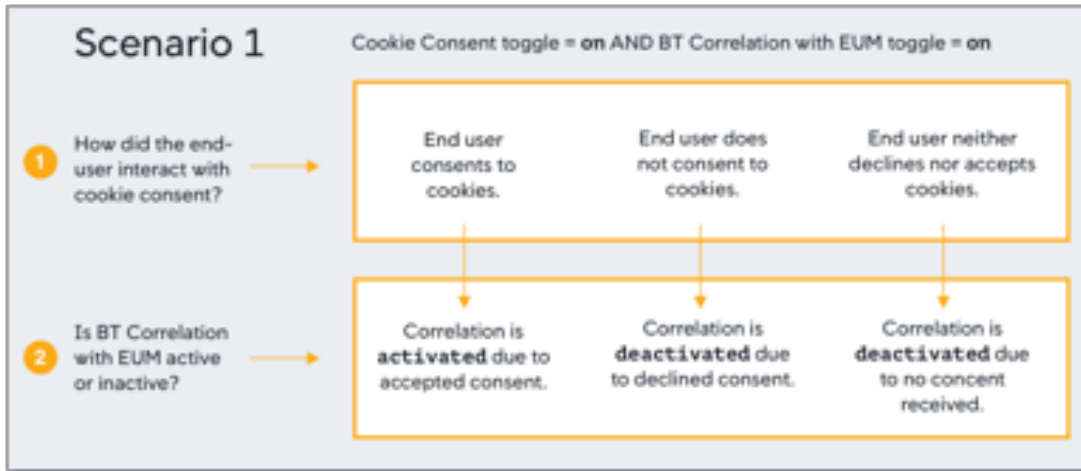 Scenario 1
Cookie Consent toggle = on AND BT Correlation with EUM toggle = on
1
How did the end-
user interact with
cookie consent?
End user
consents to
cookies.
End user does
not consent to
cookies.
End user neither
declines nor accepts
cookies.
2
Is BT Correlation
with EUM active
or inactive?
Correlation is
activated due to
accepted consent.
Correlation is
deactivated due
to declined consent.
Correlation is
deactivated due
to no concent
received.